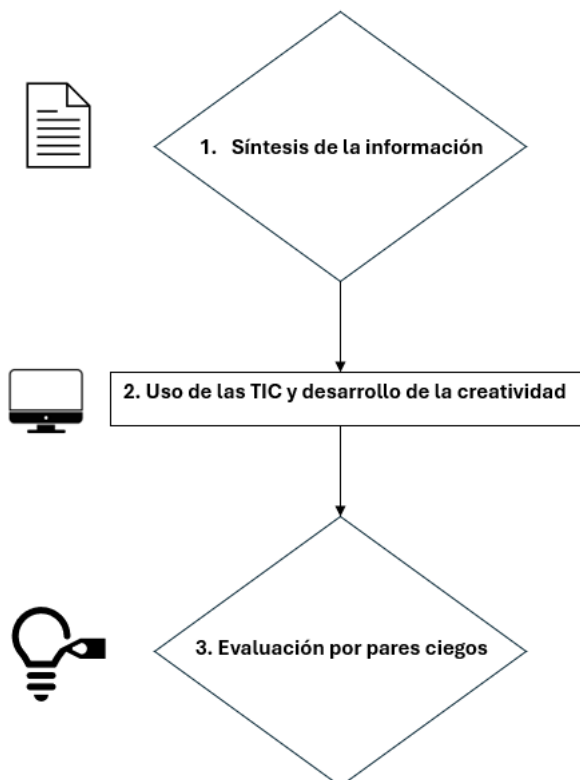 1. Síntesis de la información
2. Uso de las TIC y desarrollo de la creatividad
3. Evaluación por pares ciegos